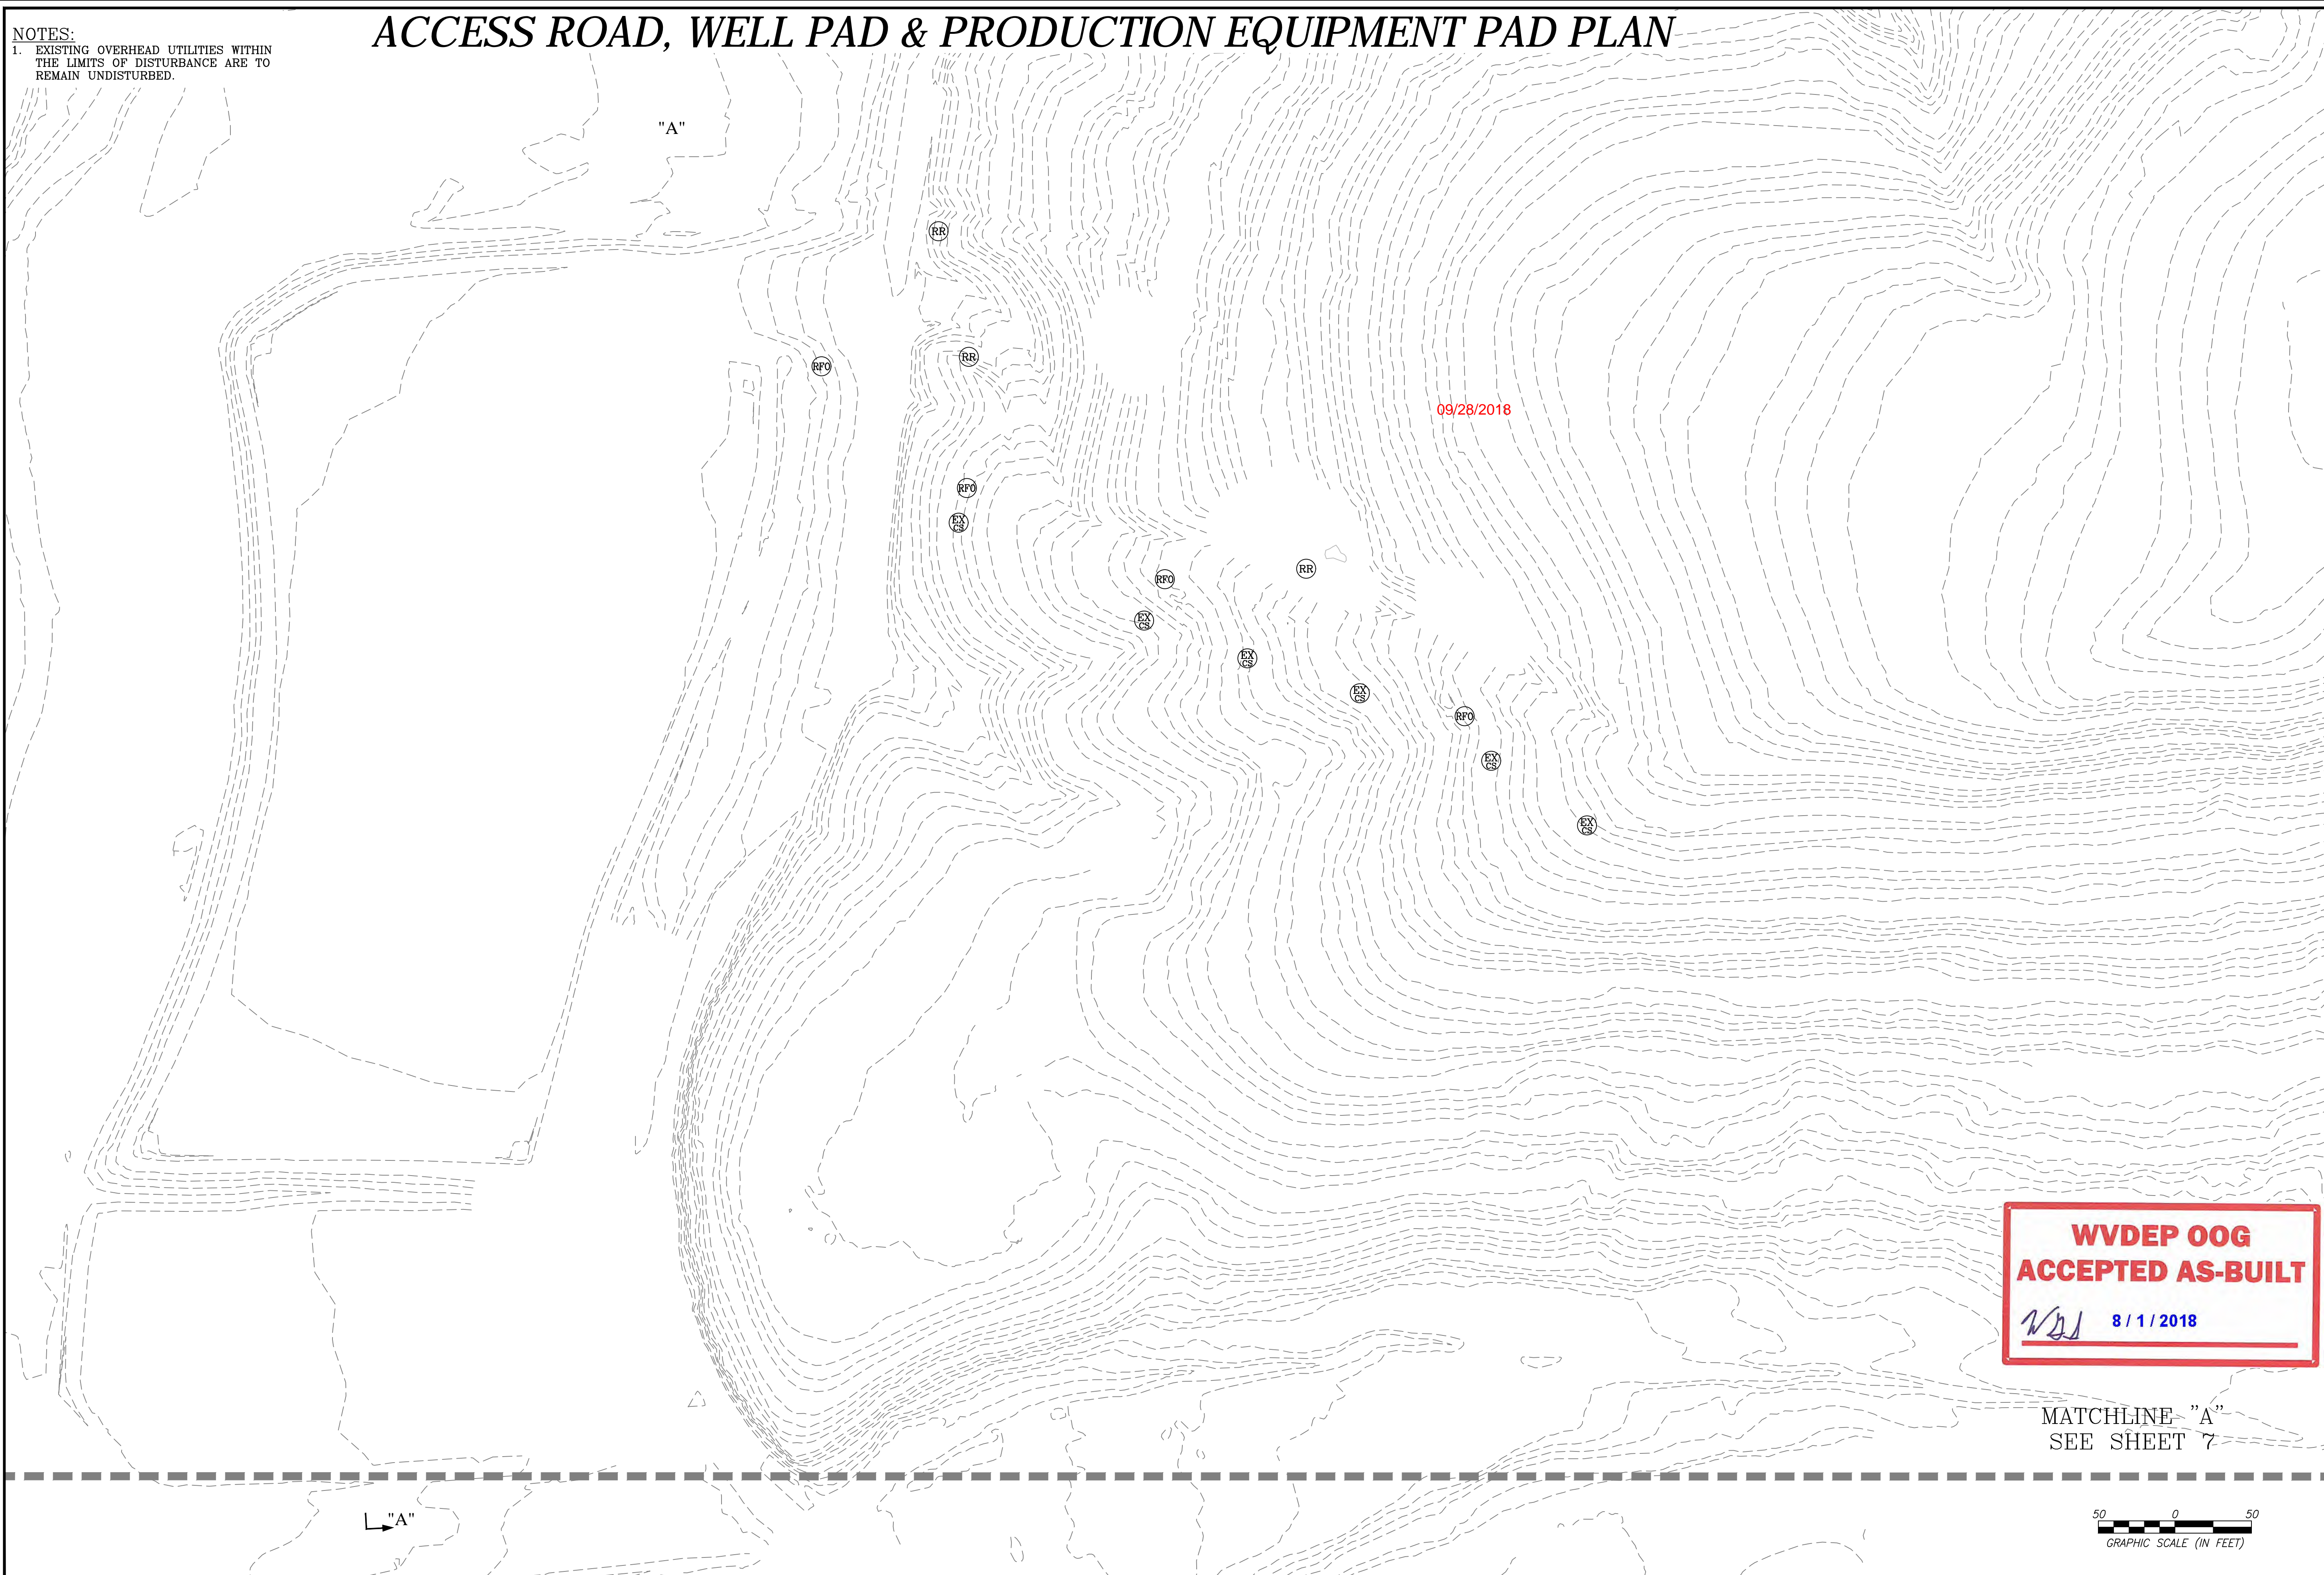 ACCESS ROAD, WELL PAD & PRODUCTION EQUIPMENT PAD PLAN
NOTES:
1. EXISTING OVERHEAD UTILITIES WITHIN
THE LIMITS OF DISTURBANCE ARE TO
REMAIN UNDISTURBED.
"A"
RR
RR
RFO
09/28/2018
RFO
EX
CS
RR
RFO
EX
CS
EX
CS
EX
CS
RFO
EX
CS
EX
CS
WVDEP OOG
ACCEPTED AS-BUILT
8 / 1 / 2018
MATCHLINE "A"
SEE SHEET 7
"A"
50 0 50
GRAPHIC SCALE (IN FEET)